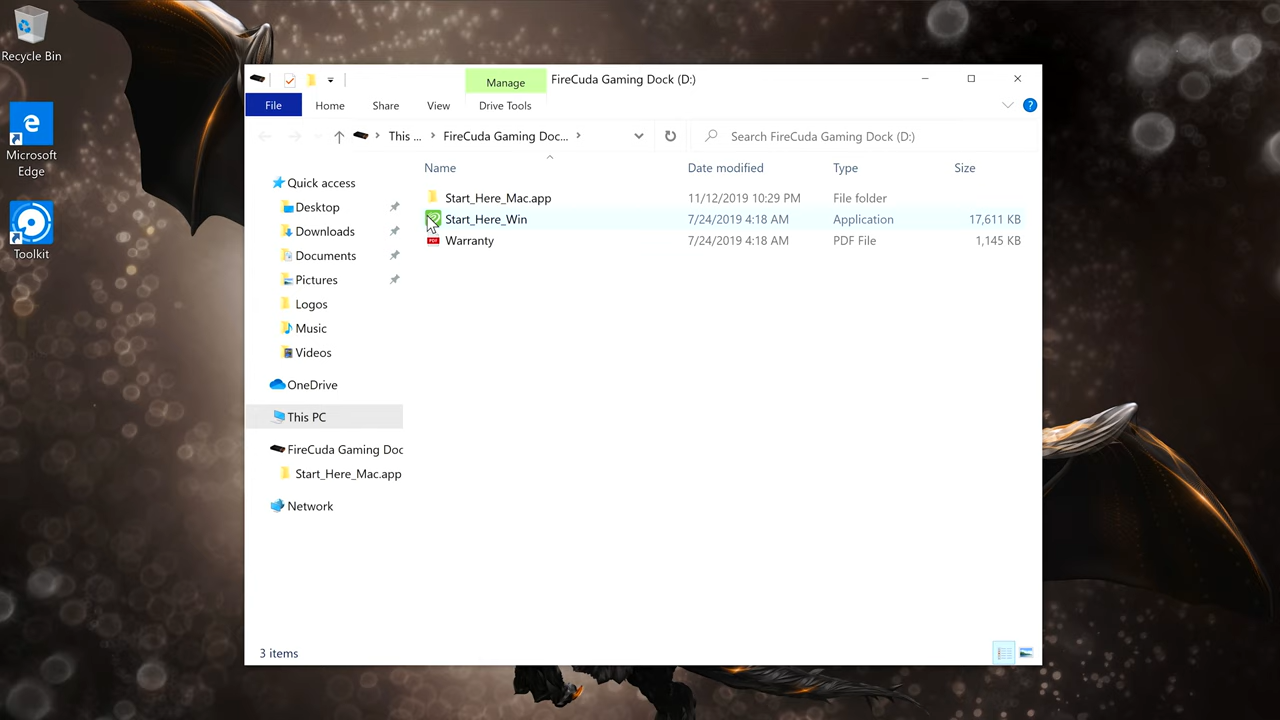 Recycle Bin
Microsoft
Edge
Toolkit
Manage
FireCuda Gaming Dock (D:)
File
Home
Share
View
Drive Tools
?
This ...
FireCuda Gaming Doc...
Search FireCuda Gaming Dock (D:)
Name
Date modified
Type
Size
Quick access
Desktop
Downloads
Documents
Pictures
Logos
Music
Videos
OneDrive
This PC
FireCuda Gaming Doc
Start_Here_Mac.app
Network
Start_Here_Mac.app 11/12/2019 10:29 PM File folder
Start_Here_Win 7/24/2019 4:18 AM Application 17,611 KB
PDF Warranty 7/24/2019 4:18 AM PDF File 1,145 KB
3 items